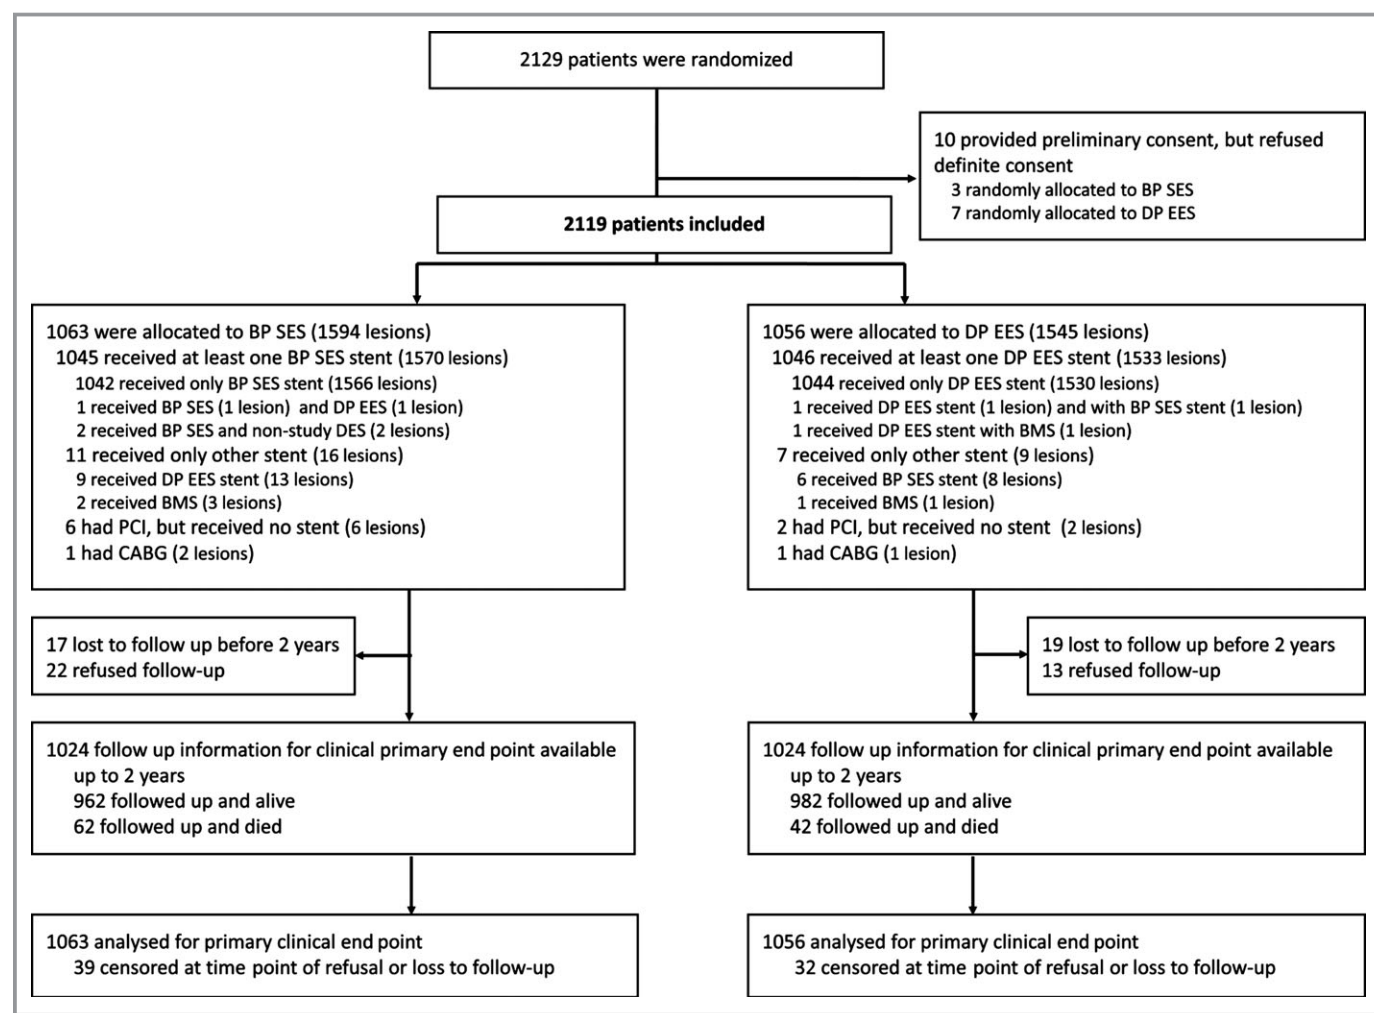 2129 patients were randomized
10 provided preliminary consent, but refused
definite consent
3 randomly allocated to BP SES
7 randomly allocated to DP EES
2119 patients included
1063 were allocated to BP SES (1594 lesions)
1045 received at least one BP SES stent (1570 lesions)
1042 received only BP SES stent (1566 lesions)
1 received BP SES (1 lesion) and DP EES (1 lesion)
2 received BP SES and non-study DES (2 lesions)
11 received only other stent (16 lesions)
9 received DP EES stent (13 lesions)
2 received BMS (3 lesions)
6 had PCI, but received no stent (6 lesions)
1 had CABG (2 lesions)
1056 were allocated to DP EES (1545 lesions)
1046 received at least one DP EES stent (1533 lesions)
1044 received only DP EES stent (1530 lesions)
1 received DP EES stent (1 lesion) and with BP SES stent (1 lesion)
1 received DP EES stent with BMS (1 lesion)
7 received only other stent (9 lesions)
6 received BP SES stent (8 lesions)
1 received BMS (1 lesion)
2 had PCI, but received no stent (2 lesions)
1 had CABG (1 lesion)
17 lost to follow up before 2 years
22 refused follow-up
19 lost to follow up before 2 years
13 refused follow-up
1024 follow up information for clinical primary end point available
up to 2 years
962 followed up and alive
62 followed up and died
1024 follow up information for clinical primary end point available
up to 2 years
982 followed up and alive
42 followed up and died
1063 analysed for primary clinical end point
39 censored at time point of refusal or loss to follow-up
1056 analysed for primary clinical end point
32 censored at time point of refusal or loss to follow-up